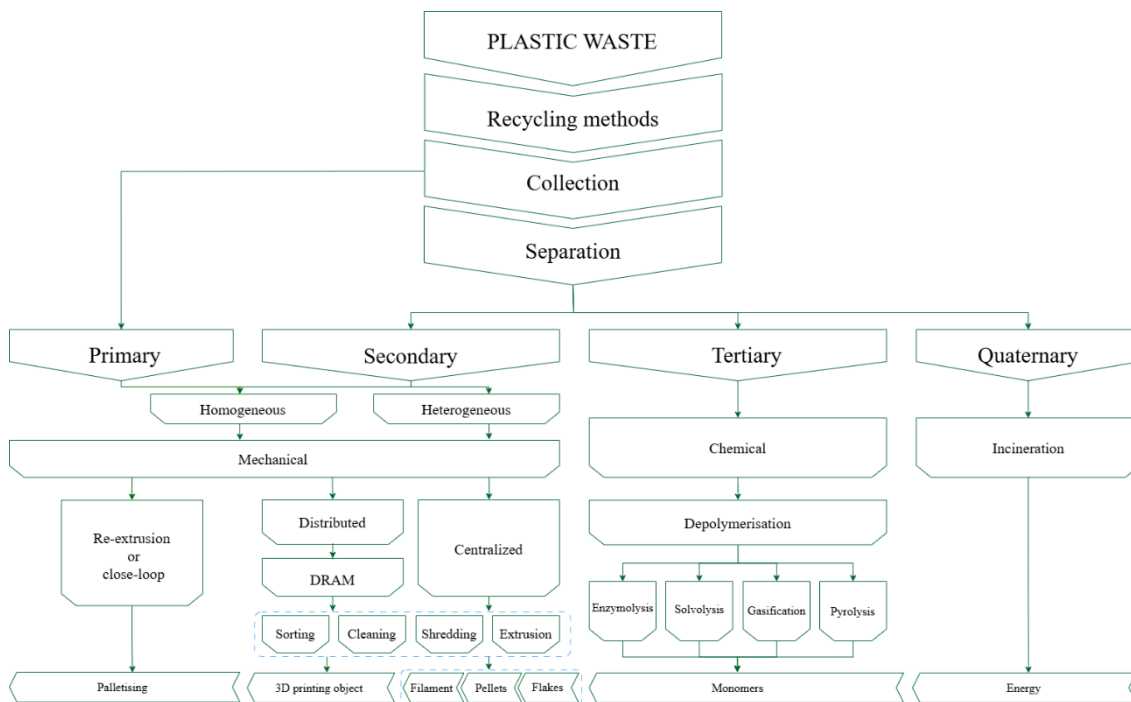 PLASTIC WASTE
Recycling methods
Collection
Separation
Primary
Secondary
Tertiary
Quaternary
Homogeneous
Heterogeneous
Mechanical
Chemical
Incineration
Re-extrusion
or
close-loop
Distributed
Centralized
Depolymerisation
DRAM
Enzymolysis
Solvolysis
Gasification
Pyrolysis
Sorting
Cleaning
Shredding
Extrusion
Palletising
3D printing object
Filament
Pellets
Flakes
Monomers
Energy